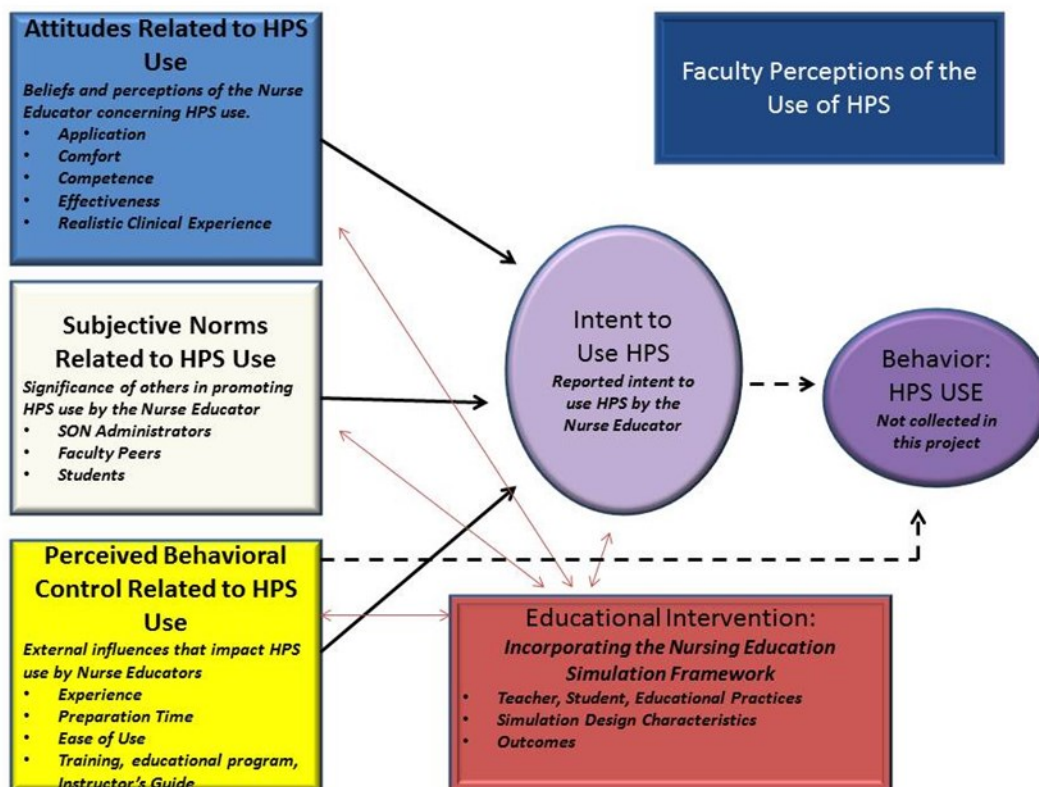 Attitudes Related to HPS
Use
Beliefs and perceptions of the Nurse
Educator concerning HPS use.
• Application
• Comfort
• Competence
• Effectiveness
• Realistic Clinical Experience
Faculty Perceptions of the
Use of HPS
Subjective Norms
Related to HPS Use
Significance of others in promoting
HPS use by the Nurse Educator
• SON Administrators
• Faculty Peers
• Students
Intent to
Use HPS
Reported intent to
use HPS by the
Nurse Educator
Behavior:
HPS USE
Not collected in
this project
Perceived Behavioral
Control Related to HPS
Use
External influences that impact HPS
use by Nurse Educators
• Experience
• Preparation Time
• Ease of Use
• Training, educational program,
Instructor's Guide
Educational Intervention:
Incorporating the Nursing Education
Simulation Framework
• Teacher, Student, Educational Practices
• Simulation Design Characteristics
• Outcomes